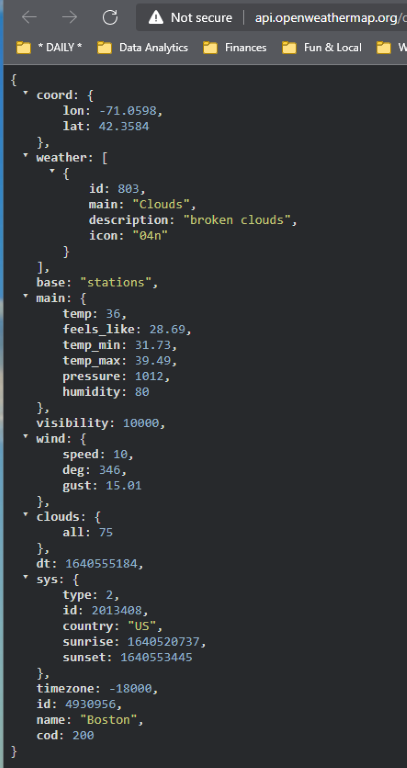 Not secure | api.openweathermap.org/
* DAILY * Data Analytics Finances Fun & Local
{
coord: {
lon: -71.0598,
lat: 42.3584
},
weather: [
{
id: 803,
main: "Clouds",
description: "broken clouds",
icon: "04n"
}
],
base: "stations",
main: {
temp: 36,
feels_like: 28.69,
temp_min: 31.73,
temp_max: 39.49,
pressure: 1012,
humidity: 80
},
visibility: 10000,
wind: {
speed: 10,
deg: 346,
gust: 15.01
},
clouds: {
all: 75
},
dt: 1640555184,
sys: {
type: 2,
id: 2013408,
country: "US",
sunrise: 1640520737,
sunset: 1640553445
},
timezone: -18000,
id: 4930956,
name: "Boston",
cod: 200
}